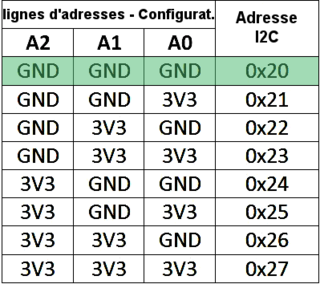 lignes d'adresses - Configurat. Adresse I2C
A2 A1 A0
GND GND GND 0x20
GND GND 3V3 0x21
GND 3V3 GND 0x22
GND 3V3 3V3 0x23
3V3 GND GND 0x24
3V3 GND 3V3 0x25
3V3 3V3 GND 0x26
3V3 3V3 3V3 0x27